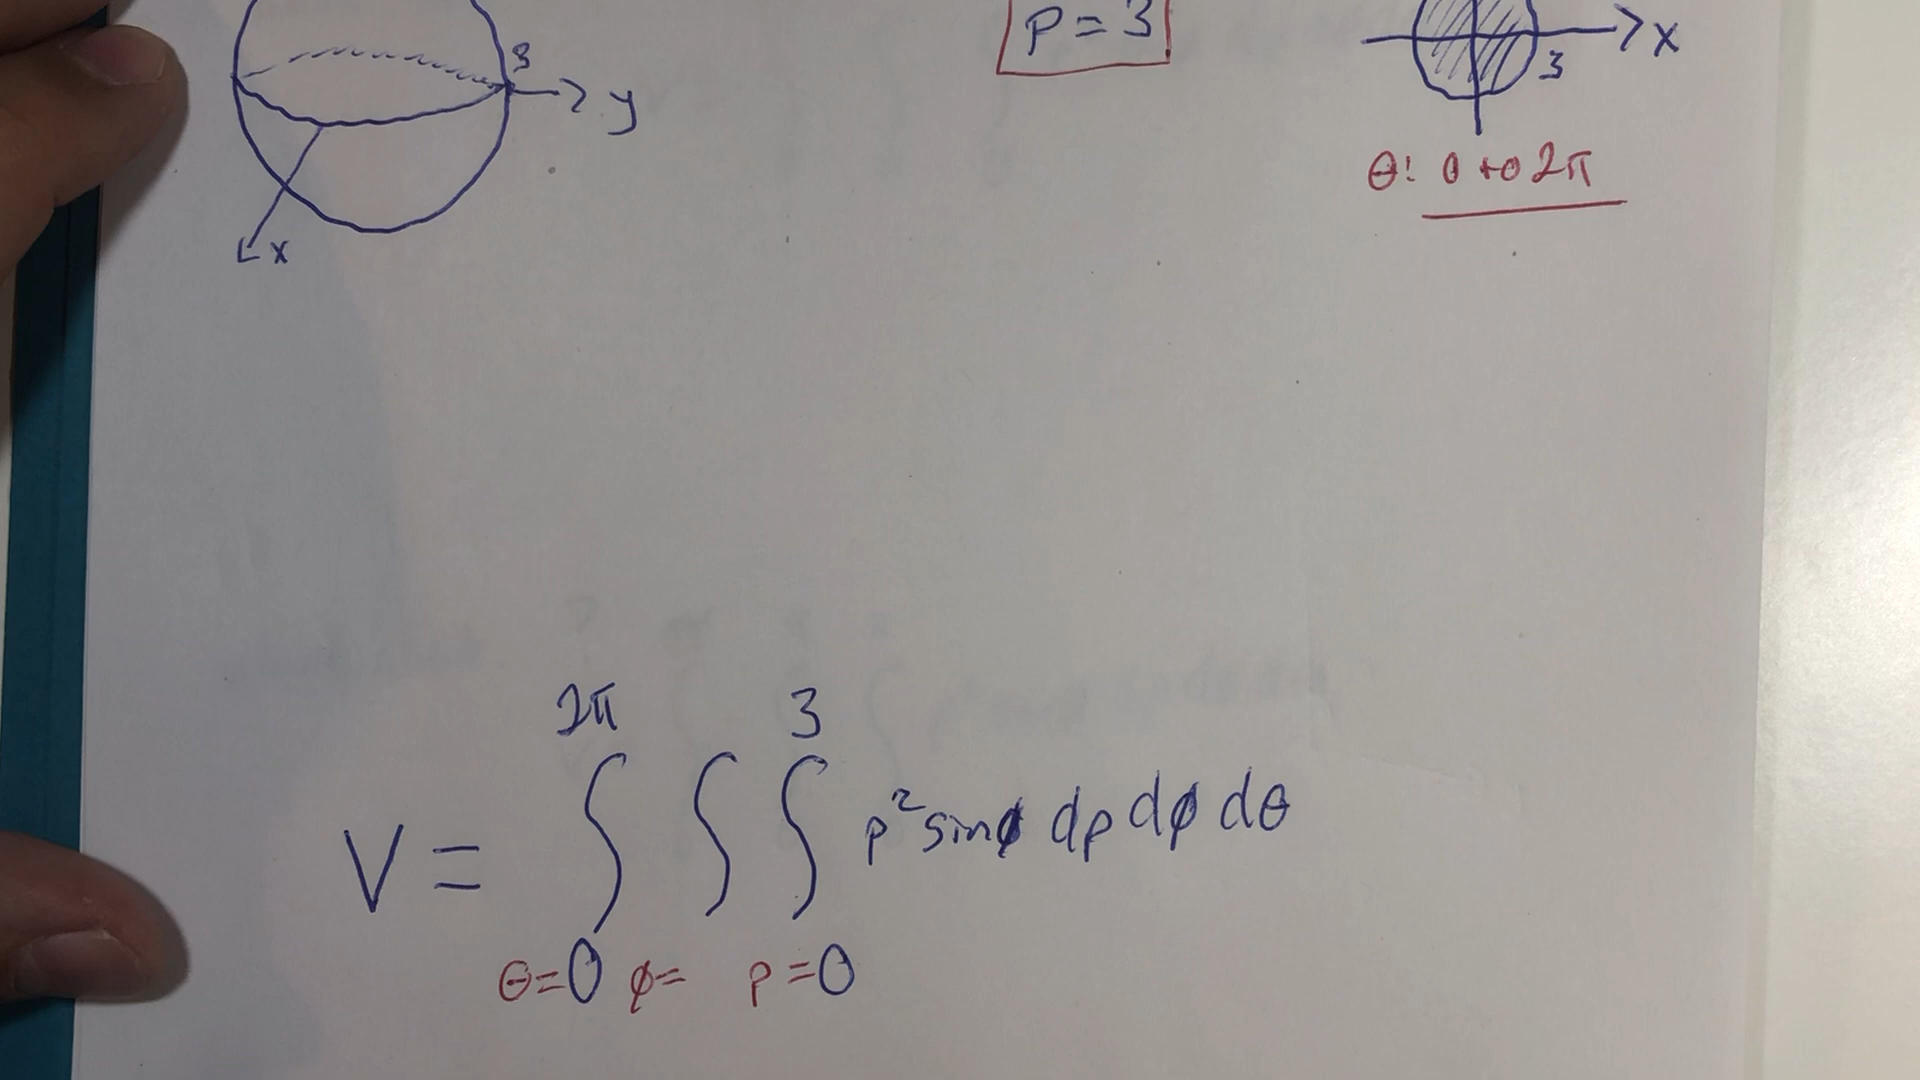 3
y
x
ρ = 3
x
3
θ: 0 to 2π
2π 3
V = ∫ ∫ ∫ ρ² sinϕ dρ dϕ dθ
θ=0 ϕ= ρ=0